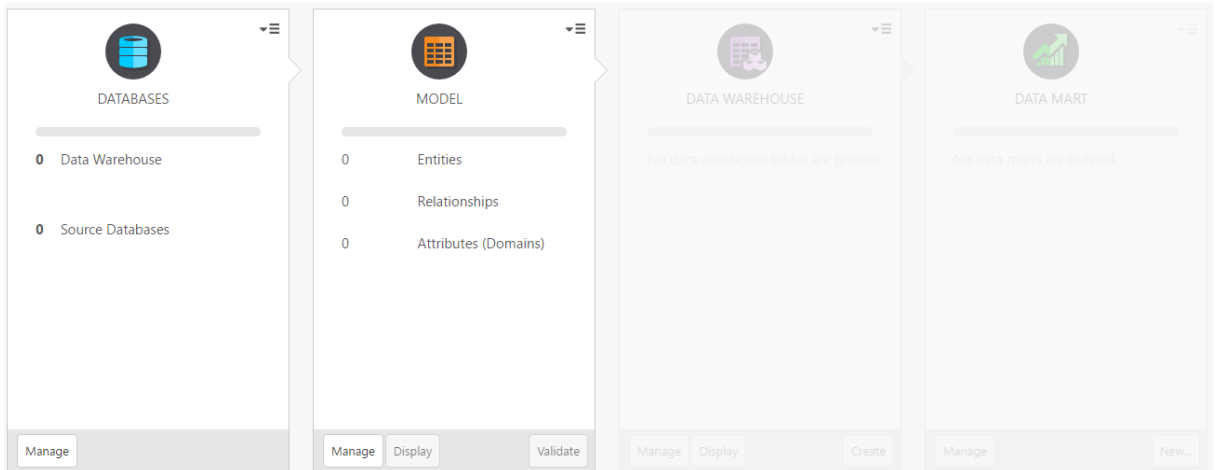 DATABASES
0 Data Warehouse
0 Source Databases
Manage
MODEL
0 Entities
0 Relationships
0 Attributes (Domains)
Manage Display Validate
DATA WAREHOUSE
No data warehouse tables are present.
Manage Display Create
DATA MART
No data marts are defined.
Manage New...